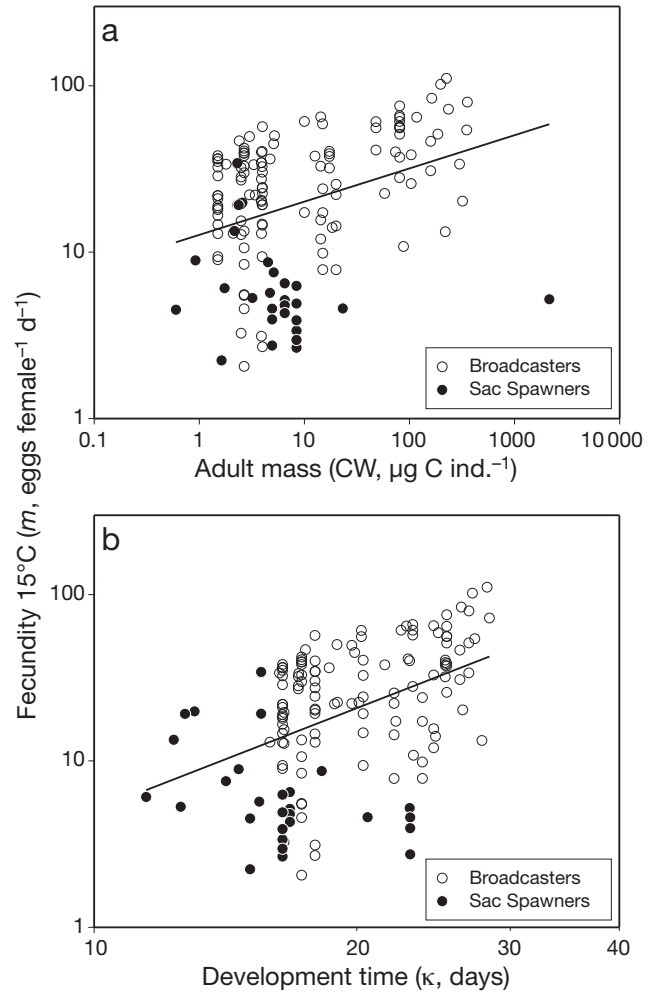 a
100
10
1
Broadcasters
Sac Spawners
0.1 1 10 100 1000 10 000
Adult mass (CW, µg C ind.⁻¹)
Fecundity 15°C (m, eggs female⁻¹ d⁻¹)
b
100
10
1
Broadcasters
Sac Spawners
10 20 30 40
Development time (κ, days)